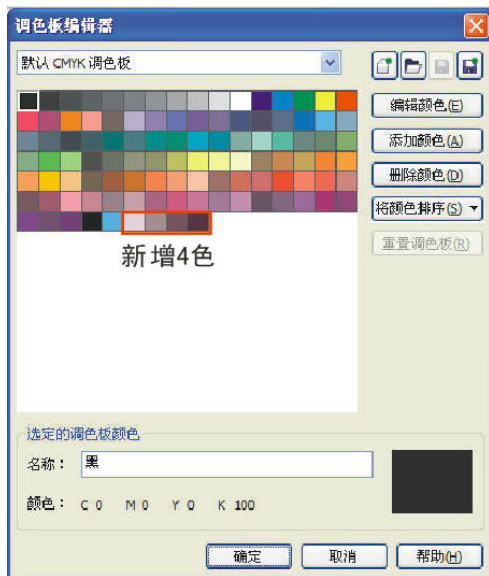 调色板编辑器
默认 CMYK 调色板
编辑颜色(E)
添加颜色(A)
删除颜色(D)
将颜色排序(S)
重置调色板(R)
新增4色
选定的调色板颜色
名称： 黑
颜色： C 0 M 0 Y 0 K 100
确定 取消 帮助(H)